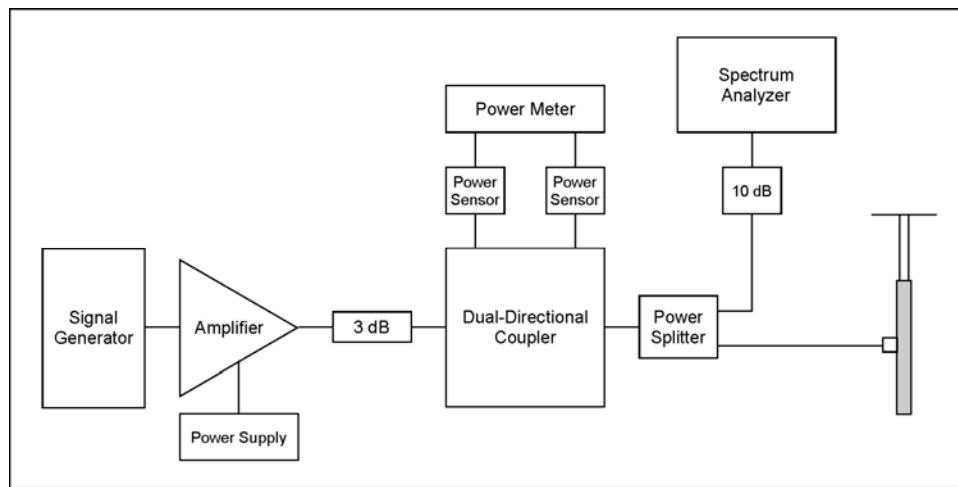 Spectrum
Analyzer
Power Meter
Power
Sensor
Power
Sensor
10 dB
Signal
Generator
Amplifier
3 dB
Dual-Directional
Coupler
Power
Splitter
Power Supply